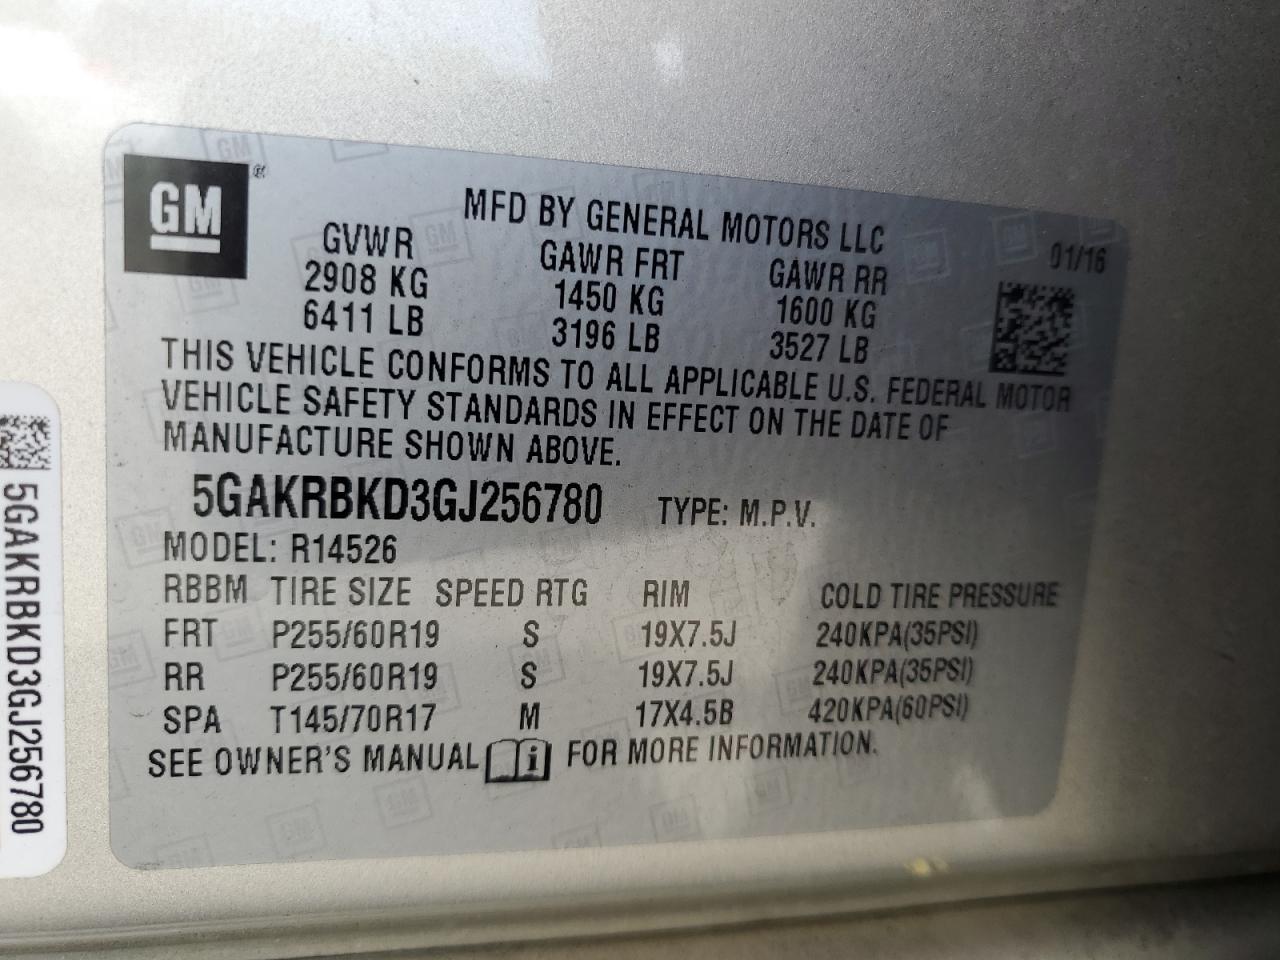 GM
MFD BY GENERAL MOTORS LLC
01/16
GVWR GAWR FRT GAWR RR
2908 KG 1450 KG 1600 KG
6411 LB 3196 LB 3527 LB
THIS VEHICLE CONFORMS TO ALL APPLICABLE U.S. FEDERAL MOTOR
VEHICLE SAFETY STANDARDS IN EFFECT ON THE DATE OF
MANUFACTURE SHOWN ABOVE.
5GAKRBKD3GJ256780 TYPE: M.P.V.
MODEL: R14526
RBBM TIRE SIZE SPEED RTG RIM COLD TIRE PRESSURE
FRT P255/60R19 S 19X7.5J 240KPA(35PSI)
RR P255/60R19 S 19X7.5J 240KPA(35PSI)
SPA T145/70R17 M 17X4.5B 420KPA(60PSI)
SEE OWNER'S MANUAL i FOR MORE INFORMATION.
5GAKRBKD3GJ256780